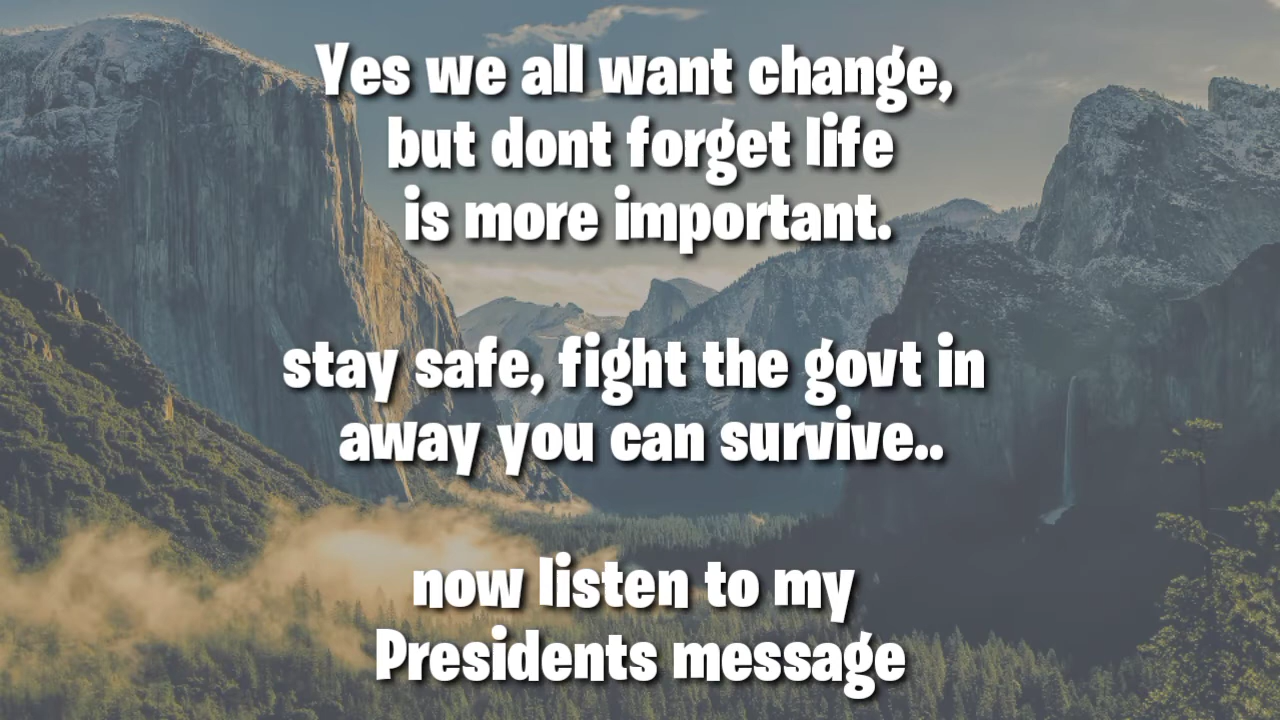 Yes we all want change,
but dont forget life
is more important.
stay safe, fight the govt in
away you can survive..
now listen to my
Presidents message